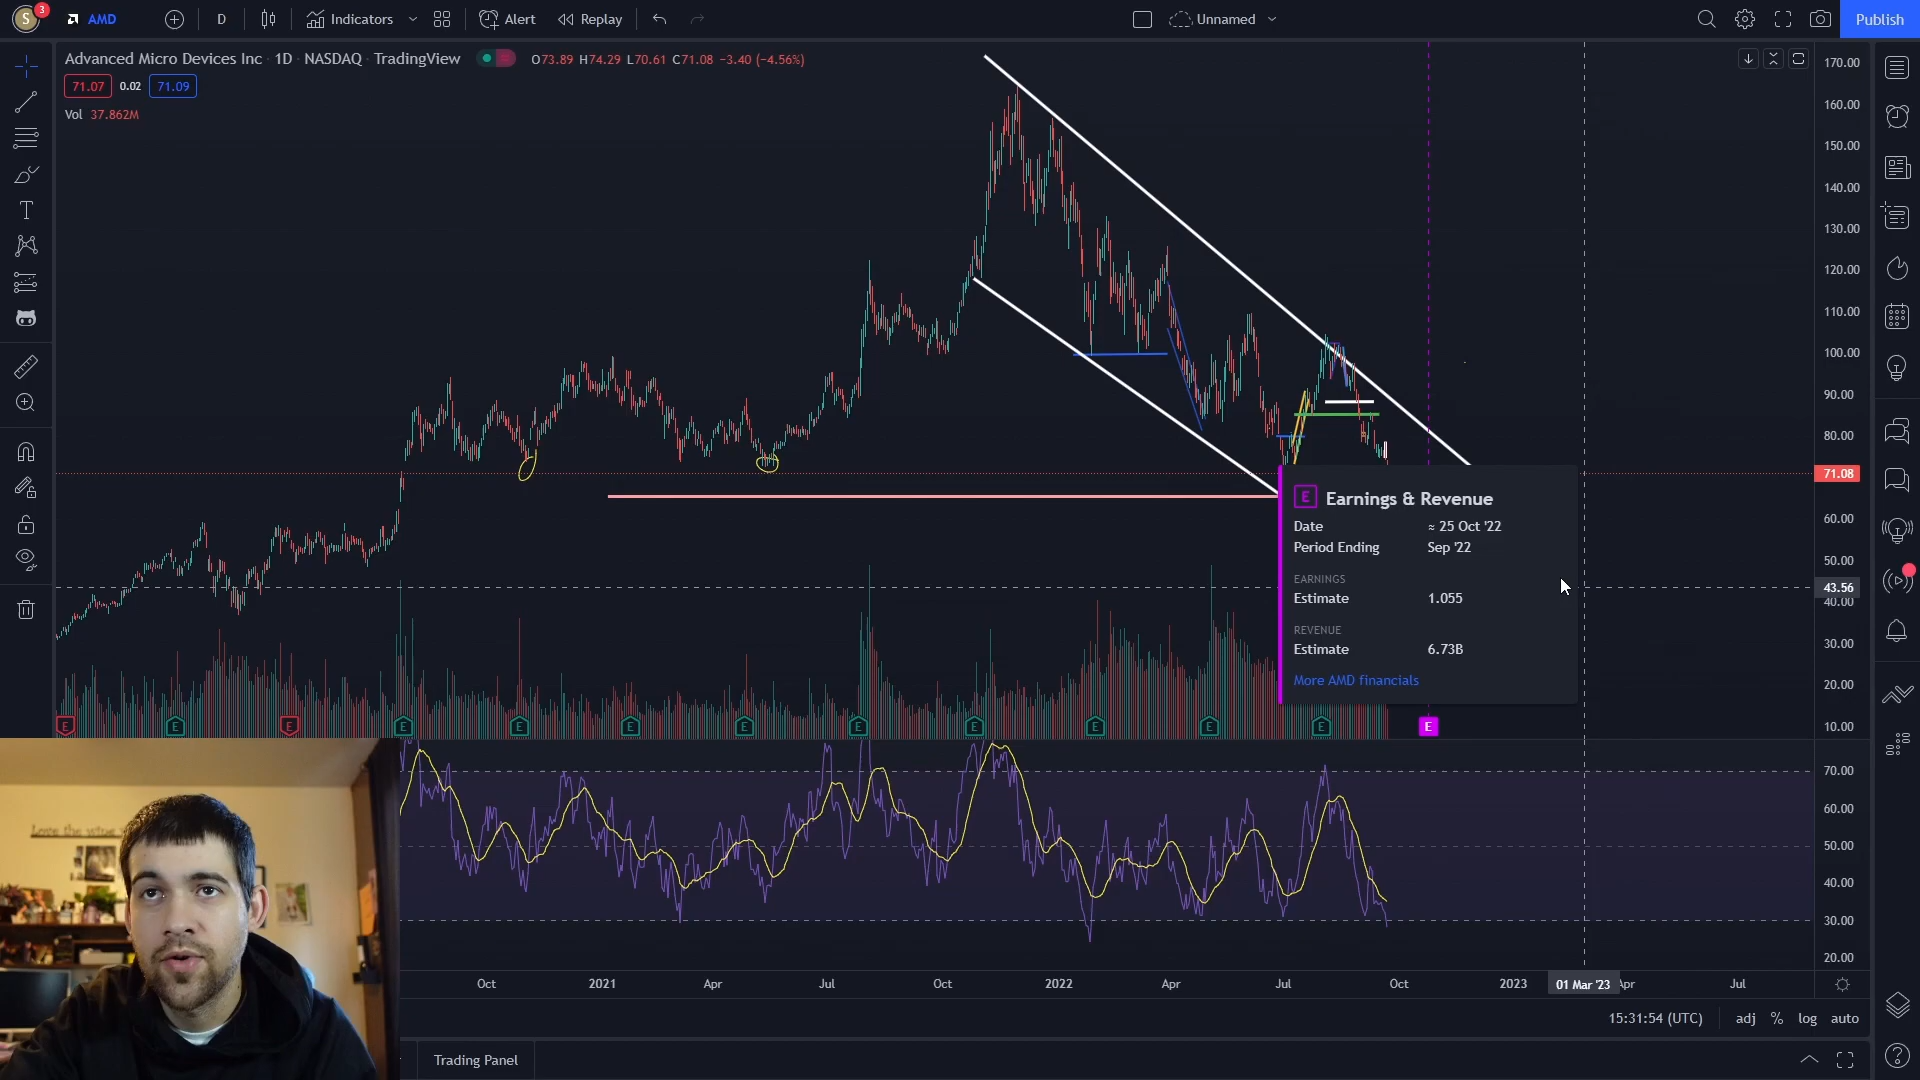 S
3
AMD
D
Indicators
Alert
Replay
Unnamed
Publish
Advanced Micro Devices Inc · 1D · NASDAQ · TradingView
O73.89 H74.29 L70.61 C71.08 −3.40 (−4.56%)
71.07 0.02 71.09
Vol 37.862M
170.00
160.00
150.00
140.00
130.00
120.00
110.00
100.00
90.00
80.00
71.08
60.00
50.00
43.56
40.00
30.00
20.00
10.00
E Earnings & Revenue
Date ≈ 25 Oct '22
Period Ending Sep '22
EARNINGS
Estimate 1.055
REVENUE
Estimate 6.73B
More AMD financials
E E E E E E E E E E E E E
70.00
60.00
50.00
40.00
30.00
20.00
Oct 2021 Apr Jul Oct 2022 Apr Jul Oct 2023 01 Mar '23 Apr Jul
15:31:54 (UTC) adj % log auto
Trading Panel